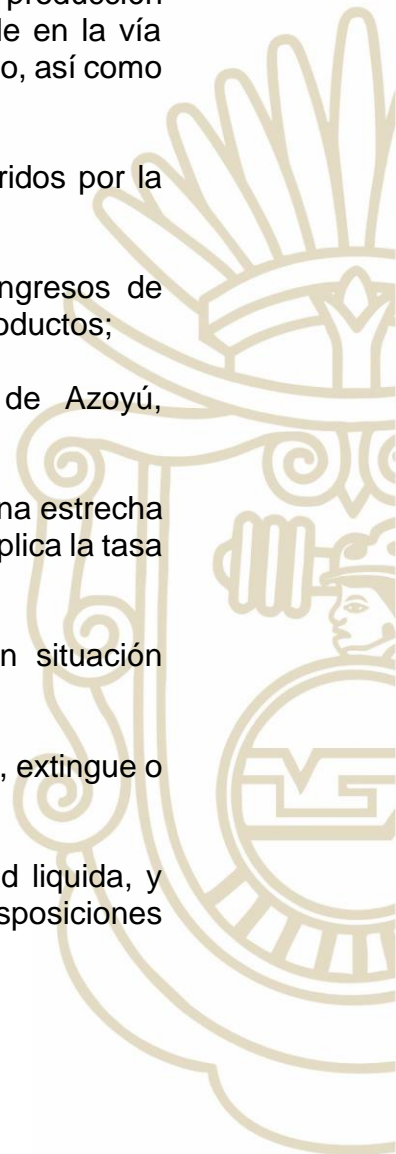 producción
le en la vía
o, así como
ridos por la
ngresos de
oductos;
de Azoyú,
na estrecha
plica la tasa
n situación
, extingue o
d liquida, y
sposiciones